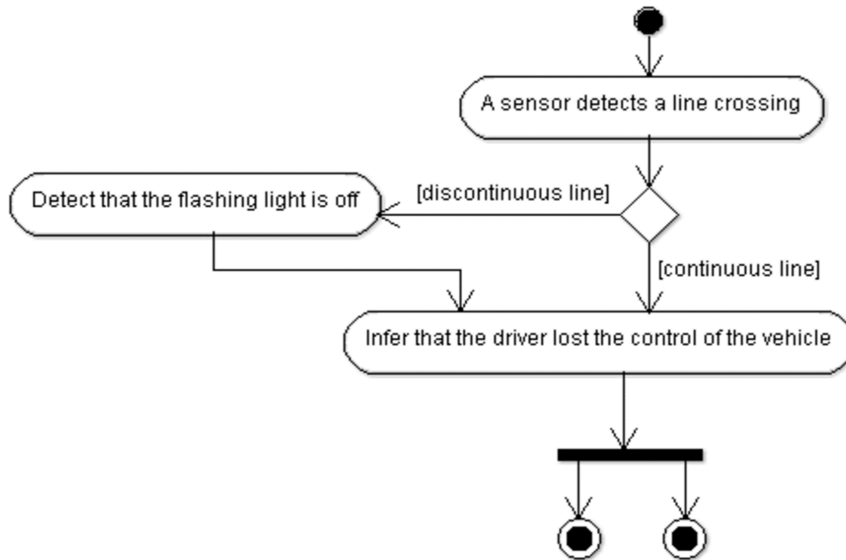 A sensor detects a line crossing
Detect that the flashing light is off
[discontinuous line]
[continuous line]
Infer that the driver lost the control of the vehicle